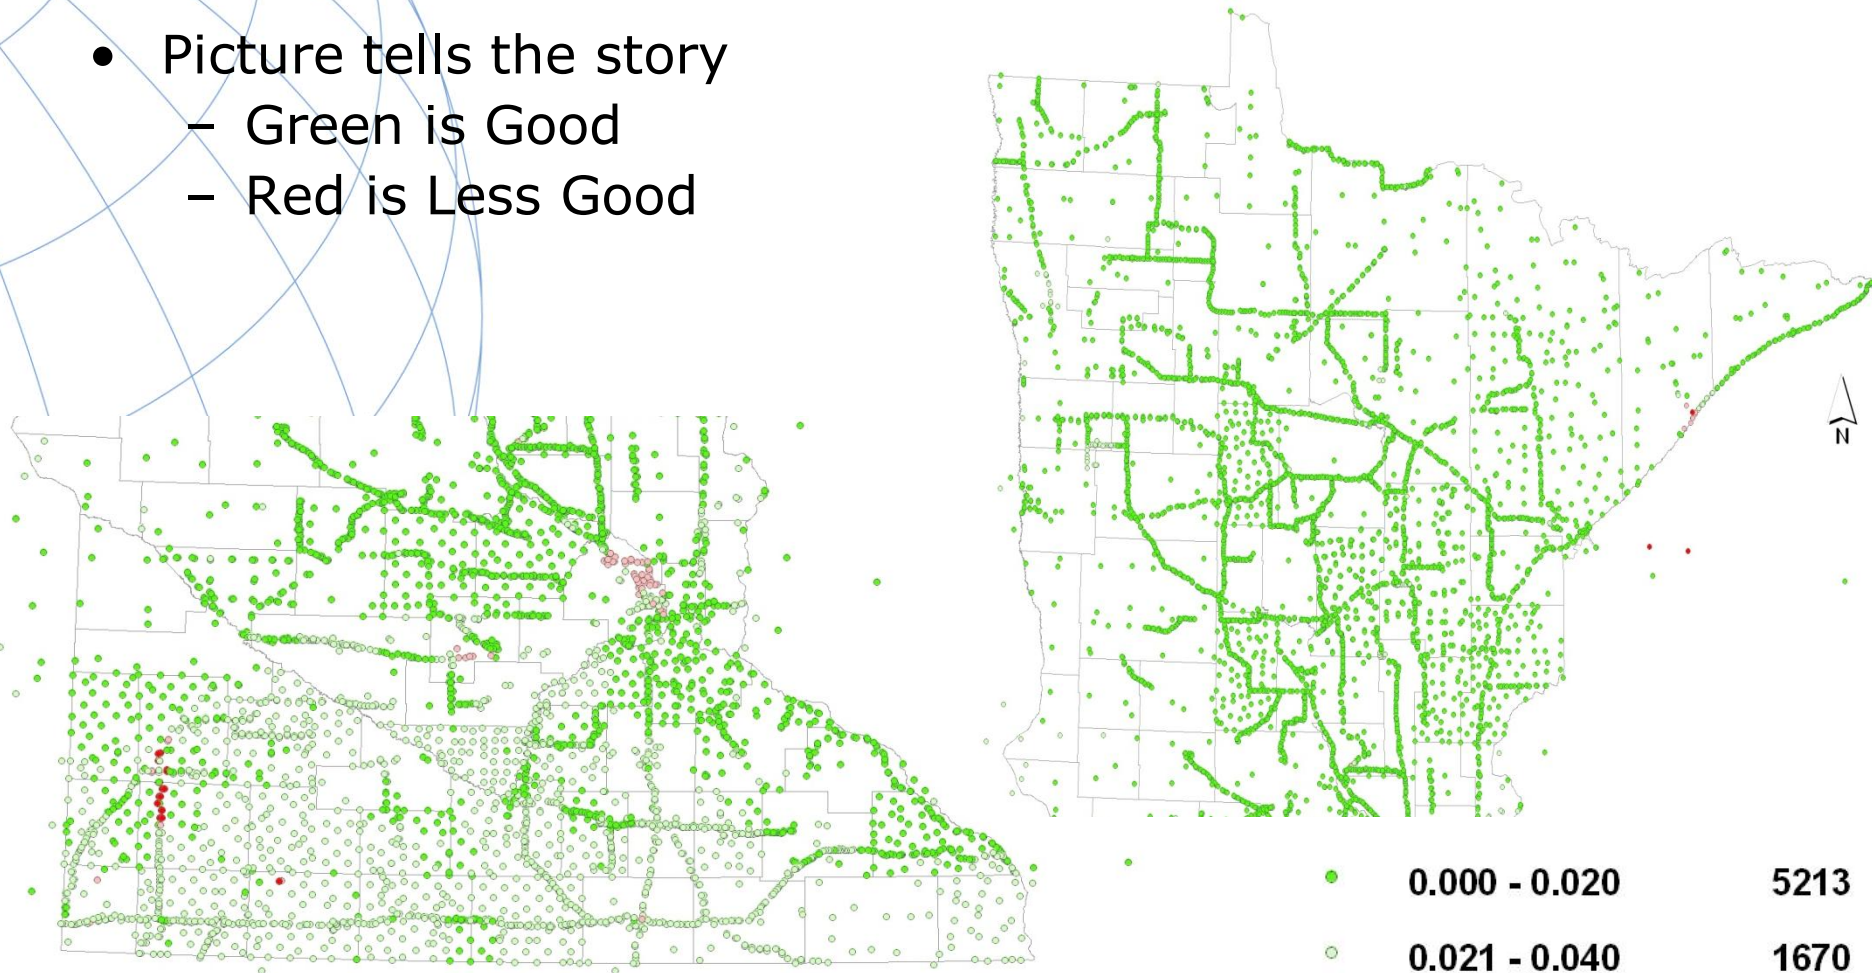 • Picture tells the story
– Green is Good
– Red is Less Good
N
0.000 - 0.020 5213
0.021 - 0.040 1670